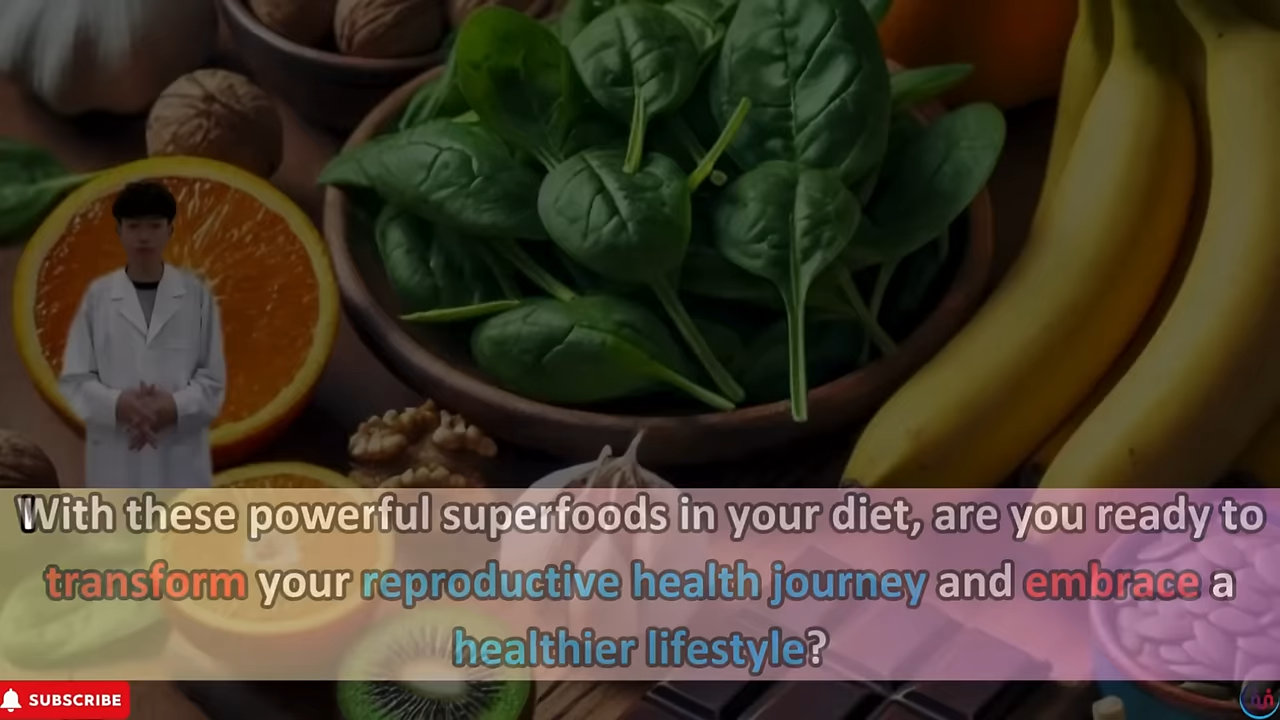 With these powerful superfoods in your diet, are you ready to
transform your reproductive health journey and embrace a
healthier lifestyle?
SUBSCRIBE